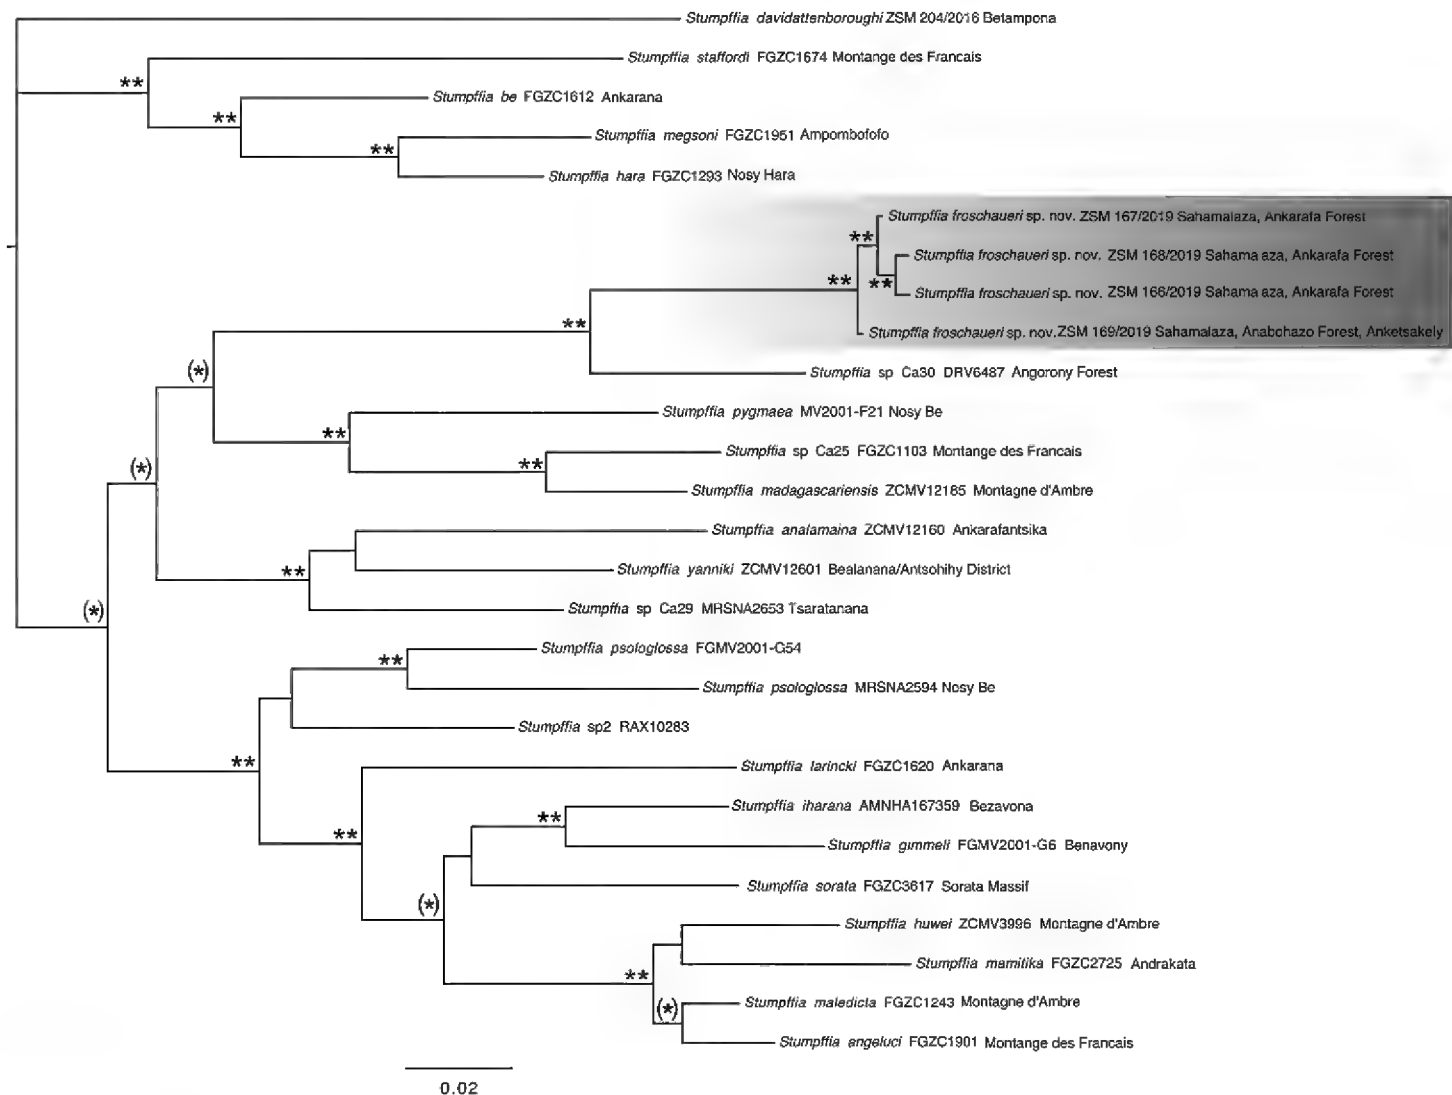 Stumpffia davidattenboroughi ZSM 204/2016 Betampona
Stumpffia staffordi FGZC1674 Montange des Francais
**
Stumpffia be FGZC1612 Ankarana
**
Stumpffia megsoni FGZC1951 Ampombofofo
**
Stumpffia hara FGZC1293 Nosy Hara
Stumpffia froschaueri sp. nov. ZSM 167/2019 Sahamalaza, Ankarafa Forest
**
Stumpffia froschaueri sp. nov. ZSM 168/2019 Sahama aza, Ankarafa Forest
** **
Stumpffia froschaueri sp. nov. ZSM 166/2019 Sahama aza, Ankarafa Forest
**
Stumpffia froschaueri sp. nov. ZSM 169/2019 Sahamalaza, Anabohazo Forest, Anketsakely
(*)
Stumpffia sp Ca30 DRV6487 Angorony Forest
Stumpffia pygmaea MV2001-F21 Nosy Be
**
Stumpffia sp Ca25 FGZC1103 Montange des Francais
(*) **
Stumpffia madagascariensis ZCMV12185 Montagne d'Ambre
Stumpffia analamaina ZCMV12160 Ankarafantsika
**
Stumpffia yanniki ZCMV12601 Bealanana/Antsohihy District
(*)
Stumpffia sp Ca29 MRSNA2653 Tsaratanana
Stumpffia psologlossa FGMV2001-G54
**
Stumpffia psologlossa MRSNA2594 Nosy Be
Stumpffia sp2 RAX10283
**
Stumpffia larincki FGZC1620 Ankarana
Stumpffia iharana AMNHA167359 Bezavona
**
**
Stumpffia gimmeli FGMV2001-G6 Benavony
Stumpffia sorata FGZC3617 Sorata Massif
(*)
Stumpffia huwei ZCMV3996 Montagne d'Ambre
Stumpffia mamitika FGZC2725 Andrakata
**
Stumpffia maledicta FGZC1243 Montagne d'Ambre
(*)
Stumpffia angeluci FGZC1901 Montange des Francais
0.02